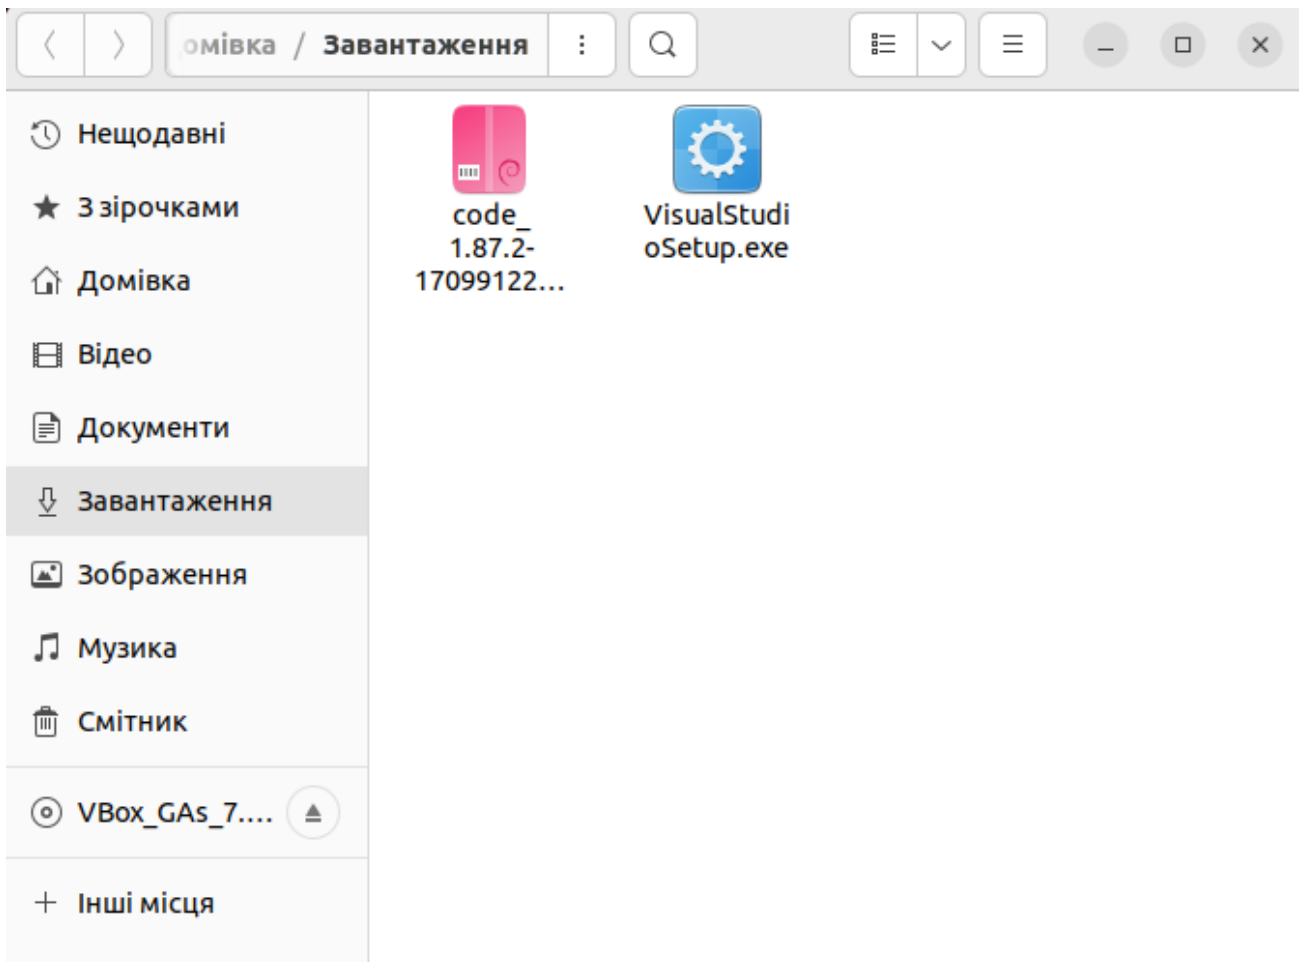 омівка / Завантаження
Нещодавні
З зірочками
Домівка
Відео
Документи
Завантаження
Зображення
Музика
Смітник
VBox_GAs_7....
Інші місця
code_
1.87.2-
17099122...
VisualStudi
oSetup.exe